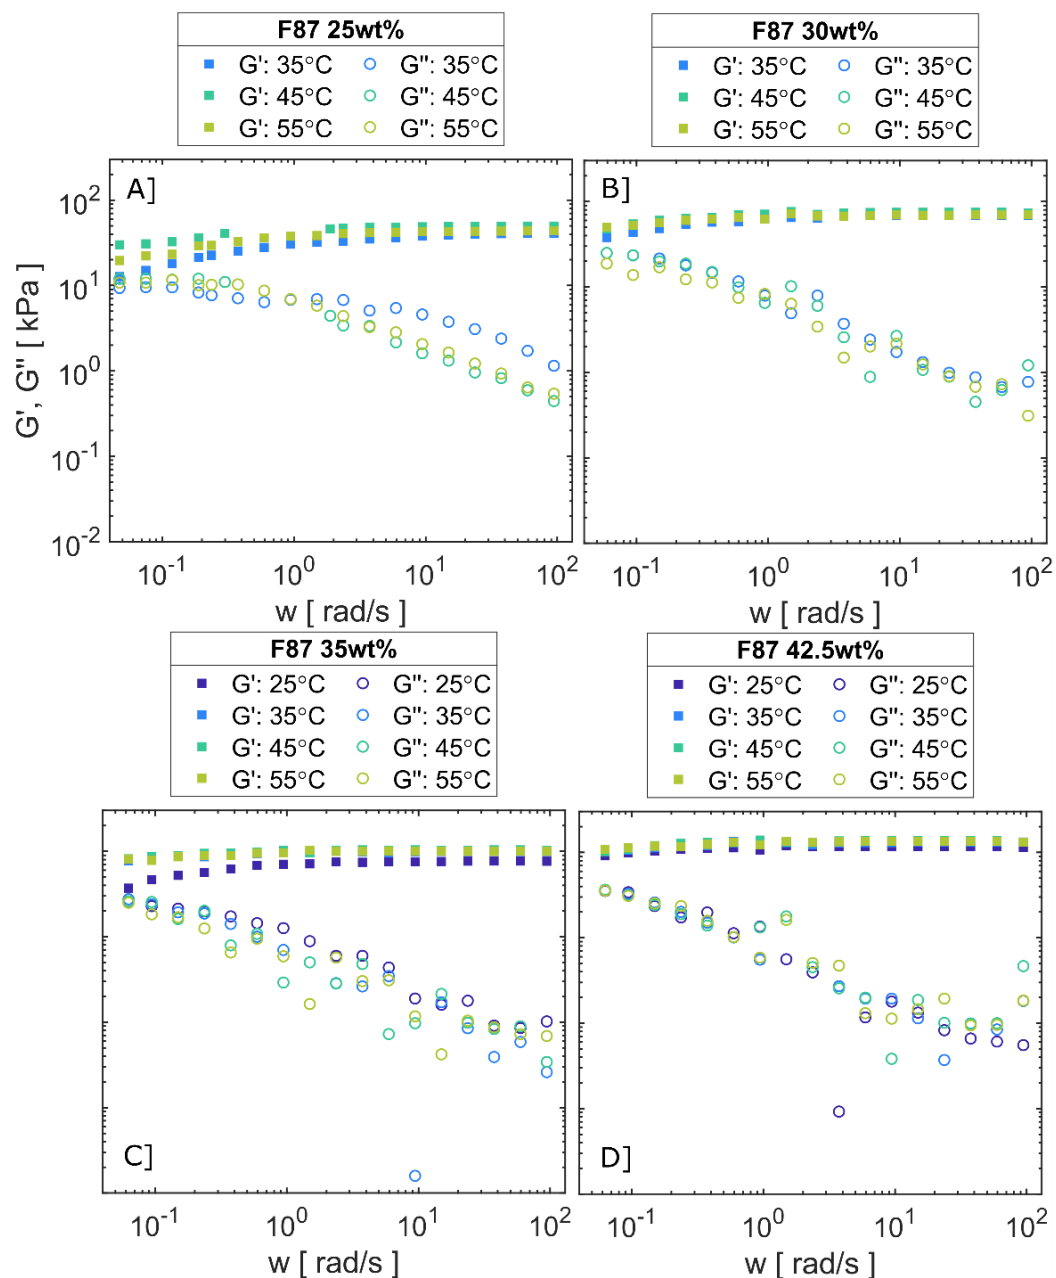 F87 25wt%
G': 35°C G": 35°C
G': 45°C G": 45°C
G': 55°C G": 55°C
F87 30wt%
G': 35°C G": 35°C
G': 45°C G": 45°C
G': 55°C G": 55°C
A]
B]
G', G" [ kPa ]
10^2
10^1
10^0
10^-1
10^-2
10^-1 10^0 10^1 10^2
w [ rad/s ]
10^-1 10^0 10^1 10^2
w [ rad/s ]
F87 35wt%
G': 25°C G": 25°C
G': 35°C G": 35°C
G': 45°C G": 45°C
G': 55°C G": 55°C
F87 42.5wt%
G': 25°C G": 25°C
G': 35°C G": 35°C
G': 45°C G": 45°C
G': 55°C G": 55°C
C]
D]
10^-1 10^0 10^1 10^2
w [ rad/s ]
10^-1 10^0 10^1 10^2
w [ rad/s ]